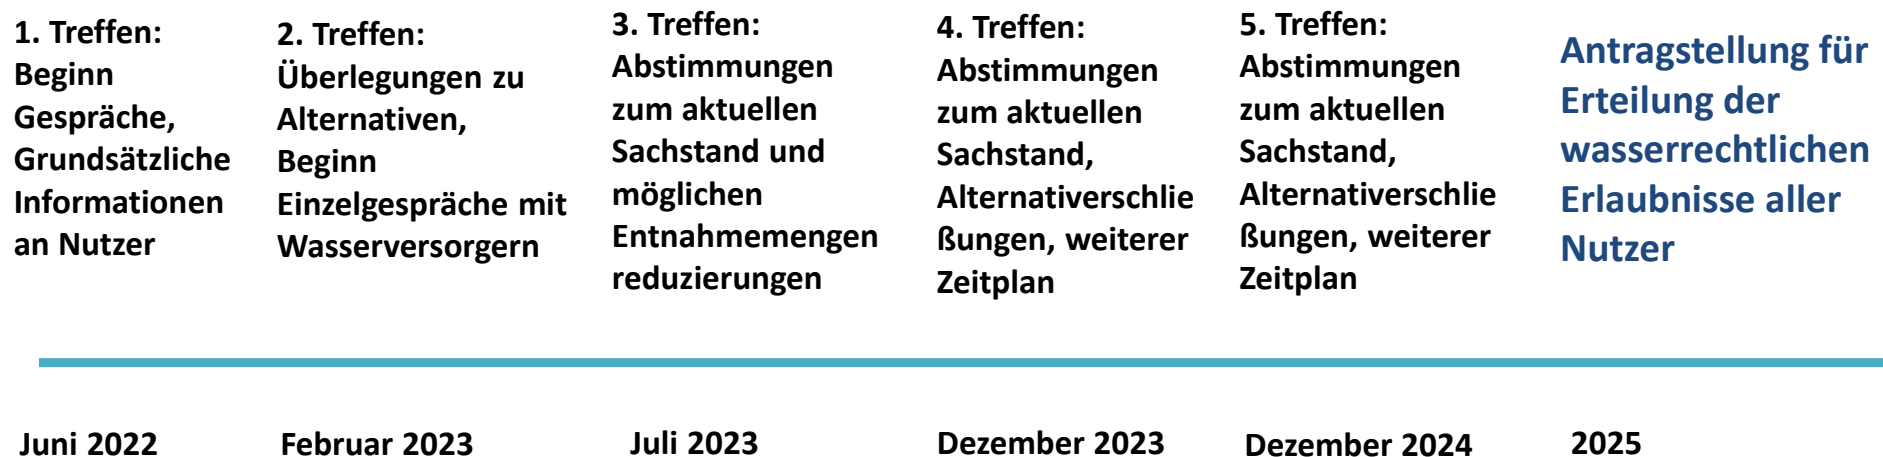 1. Treffen:
Beginn
Gespräche,
Grundsätzliche
Informationen
an Nutzer
2. Treffen:
Überlegungen zu
Alternativen,
Beginn
Einzelgespräche mit
Wasserversorgern
3. Treffen:
Abstimmungen
zum aktuellen
Sachstand und
möglichen
Entnahmemengen
reduzierungen
4. Treffen:
Abstimmungen
zum aktuellen
Sachstand,
Alternativerschlie
ßungen, weiterer
Zeitplan
5. Treffen:
Abstimmungen
zum aktuellen
Sachstand,
Alternativerschlie
ßungen, weiterer
Zeitplan
Antragstellung für
Erteilung der
wasserrechtlichen
Erlaubnisse aller
Nutzer
Juni 2022
Februar 2023
Juli 2023
Dezember 2023
Dezember 2024
2025